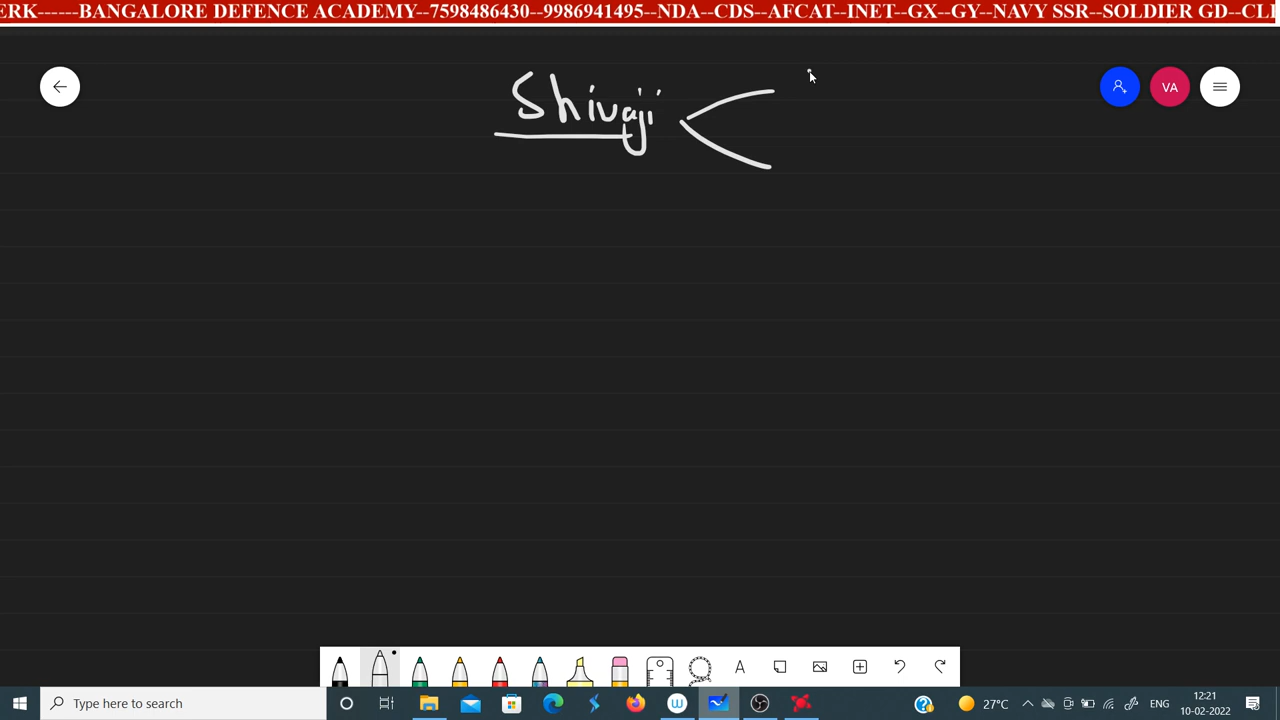 ERK------BANGALORE DEFENCE ACADEMY--7598486430--9986941495--NDA--CDS--AFCAT--INET--GX--GY--NAVY SSR--SOLDIER GD--CLE
Shivaji
VA
A
Type here to search
27°C
ENG
12:21
10-02-2022